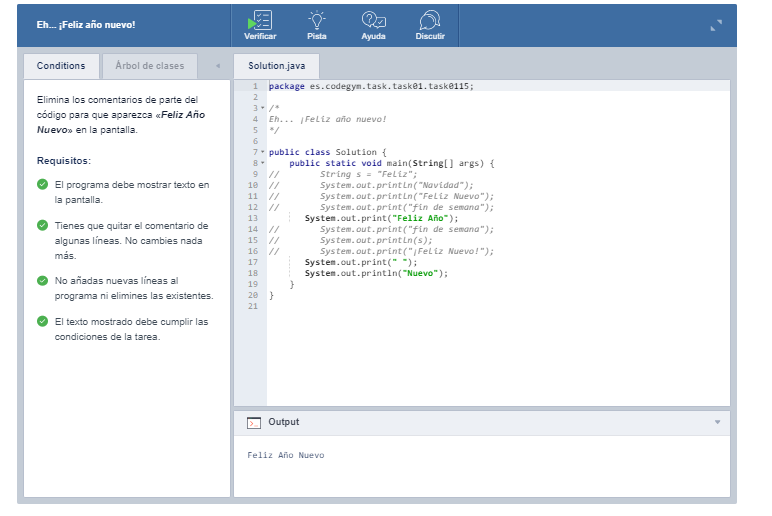 Eh... ¡Feliz año nuevo!
Verificar
Pista
Ayuda
Discutir
Conditions
Árbol de clases
Elimina los comentarios de parte del
código para que aparezca «Feliz Año
Nuevo» en la pantalla.
Requisitos:
El programa debe mostrar texto en
la pantalla.
Tienes que quitar el comentario de
algunas líneas. No cambies nada
más.
No añadas nuevas líneas al
programa ni elimines las existentes.
El texto mostrado debe cumplir las
condiciones de la tarea.
Solution.java
1 package es.codegym.task.task01.task0115;
2
3 /*
4 Eh... ¡Feliz año nuevo!
5 */
6
7 public class Solution {
8     public static void main(String[] args) {
9 //        String s = "Feliz";
10 //        System.out.println("Navidad");
11 //        System.out.println("Feliz Nuevo");
12 //        System.out.print("fin de semana");
13         System.out.print("Feliz Año");
14 //        System.out.print("fin de semana");
15 //        System.out.println(s);
16 //        System.out.print("¡Feliz Nuevo!");
17         System.out.print(" ");
18         System.out.println("Nuevo");
19     }
20 }
21
Output
Feliz Año Nuevo